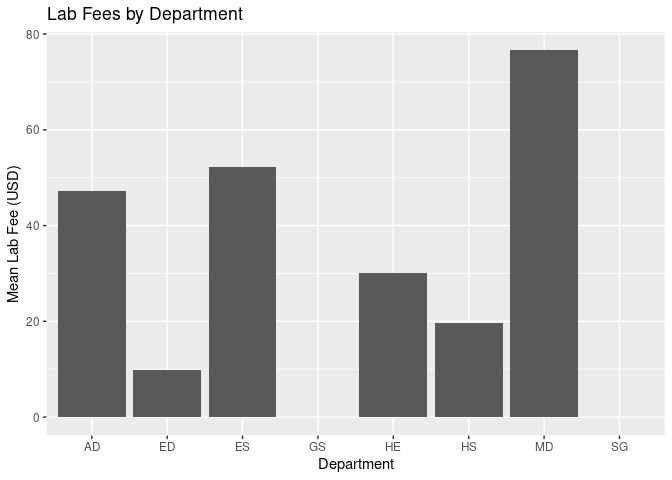 Lab Fees by Department
80
60
40
20
0
Mean Lab Fee (USD)
AD ED ES GS HE HS MD SG
Department